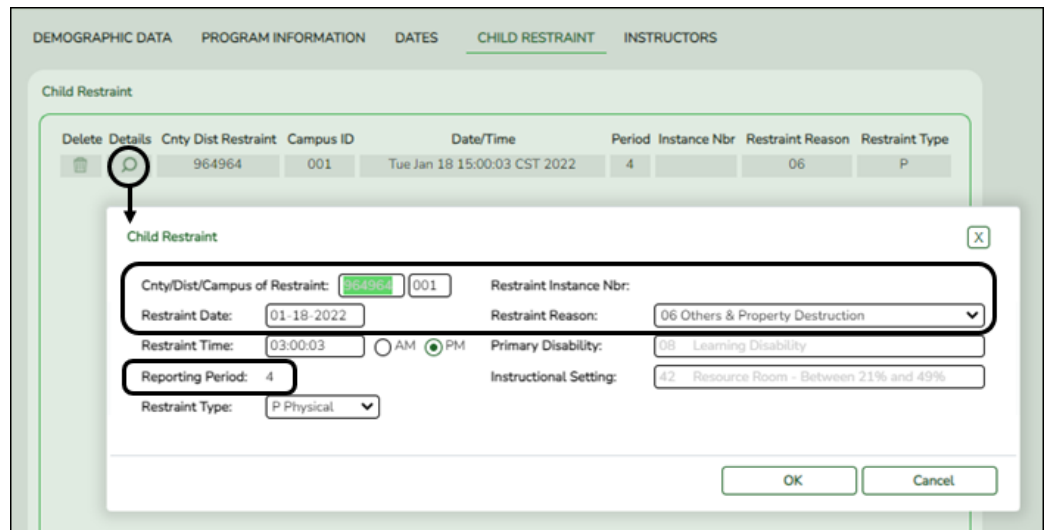 DEMOGRAPHIC DATA PROGRAM INFORMATION DATES CHILD RESTRAINT INSTRUCTORS
Child Restraint
Delete Details Cnty Dist Restraint Campus ID Date/Time Period Instance Nbr Restraint Reason Restraint Type
964964 001 Tue Jan 18 15:00:03 CST 2022 4 06 P
Child Restraint X
Cnty/Dist/Campus of Restraint: 964964 001 Restraint Instance Nbr:
Restraint Date: 01-18-2022 Restraint Reason: 06 Others & Property Destruction
Restraint Time: 03:00:03 AM PM Primary Disability: 08 Learning Disability
Reporting Period: 4 Instructional Setting: 42 Resource Room - Between 21% and 49%
Restraint Type: P Physical
OK Cancel